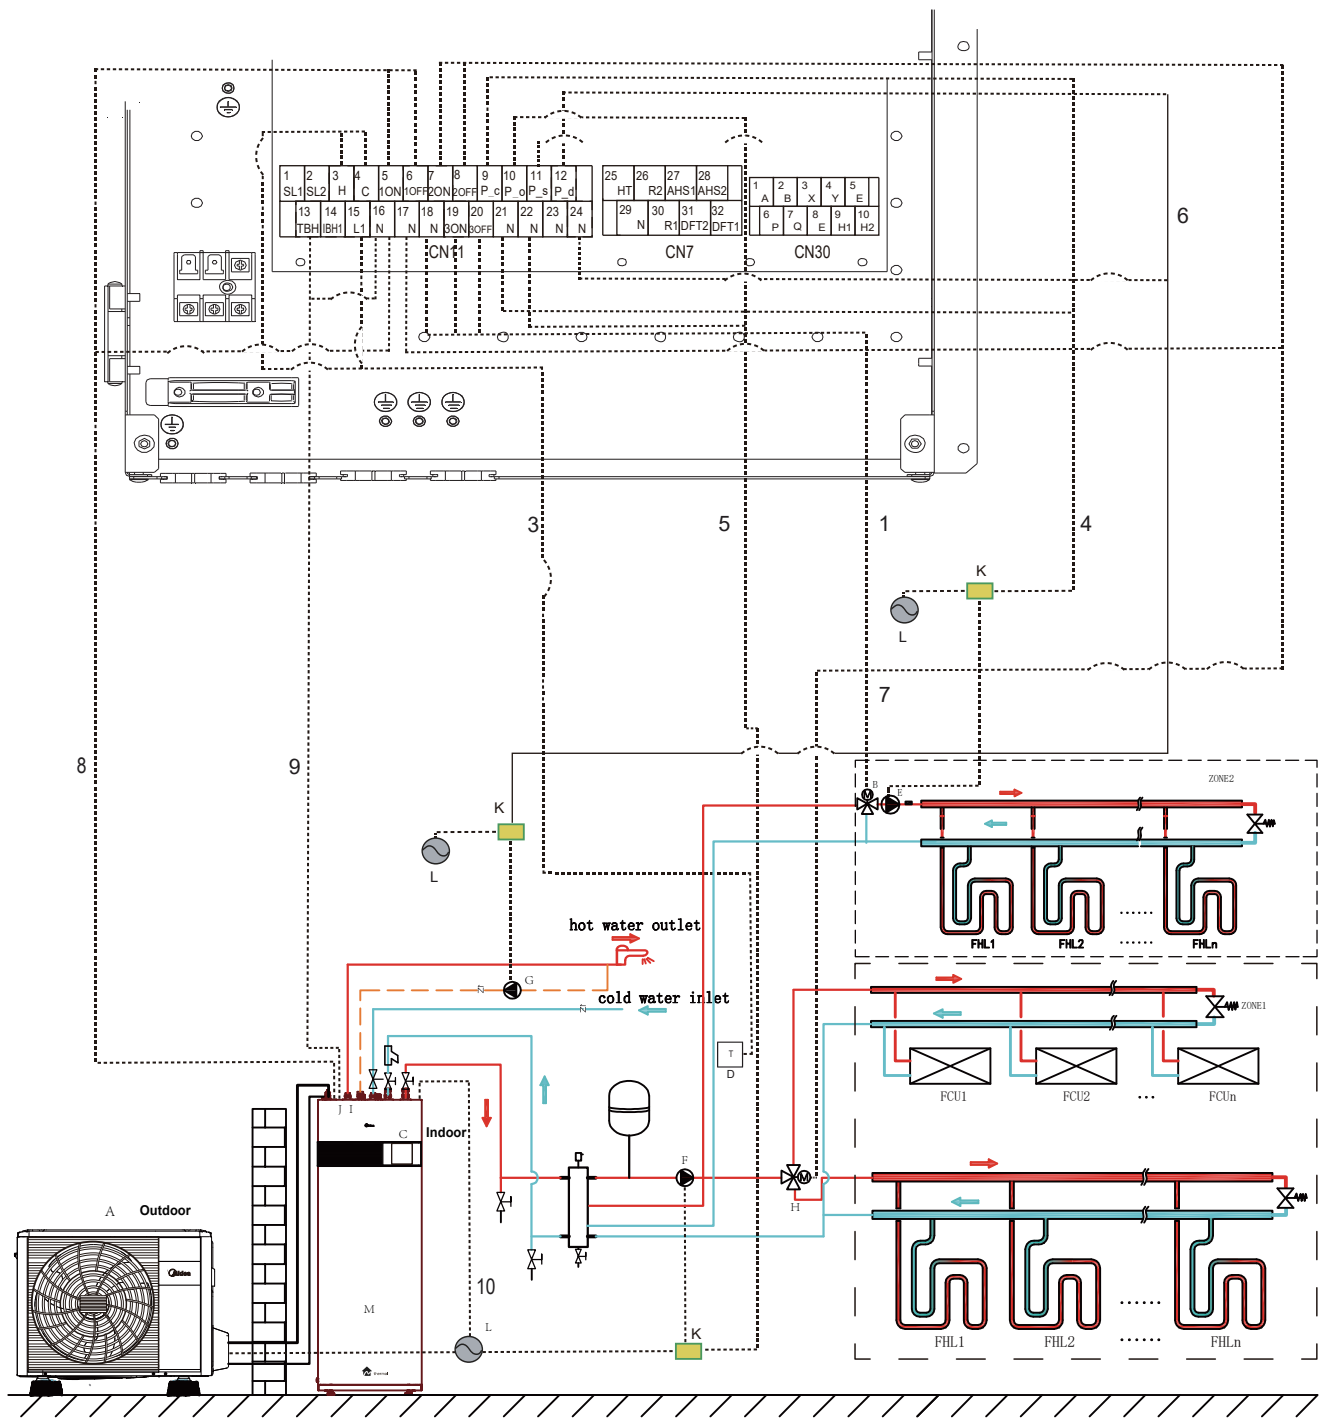 1 2 3 4 5 6 7 8 9 10 11 12
SL1 SL2 H C 1ON 1OFF 2ON 2OFF P_c P_o P_s P_d
13 14 15 16 17 18 19 20 21 22 23 24
TBH IBH1 L1 N N N 3ON 3OFF N N N N
CN11
25 26 27 28
HT R2 AHS1 AHS2
29 30 31 32
N R1 DFT2 DFT1
CN7
1 2 3 4 5
A B X Y E
6 7 8 9 10
P Q E H1 H2
CN30
6
3
5
1
4
K
L
7
8
9
K
L
B
E
ZONE2
FHL1
FHL2
......
......
FHLn
hot water outlet
G
cold water inlet
ZONE1
T
D
FCU1
FCU2
...
FCUn
J I
C
Indoor
F
H
A
Outdoor
Midea
10
M
L
K
FHL1
FHL2
......
......
FHLn